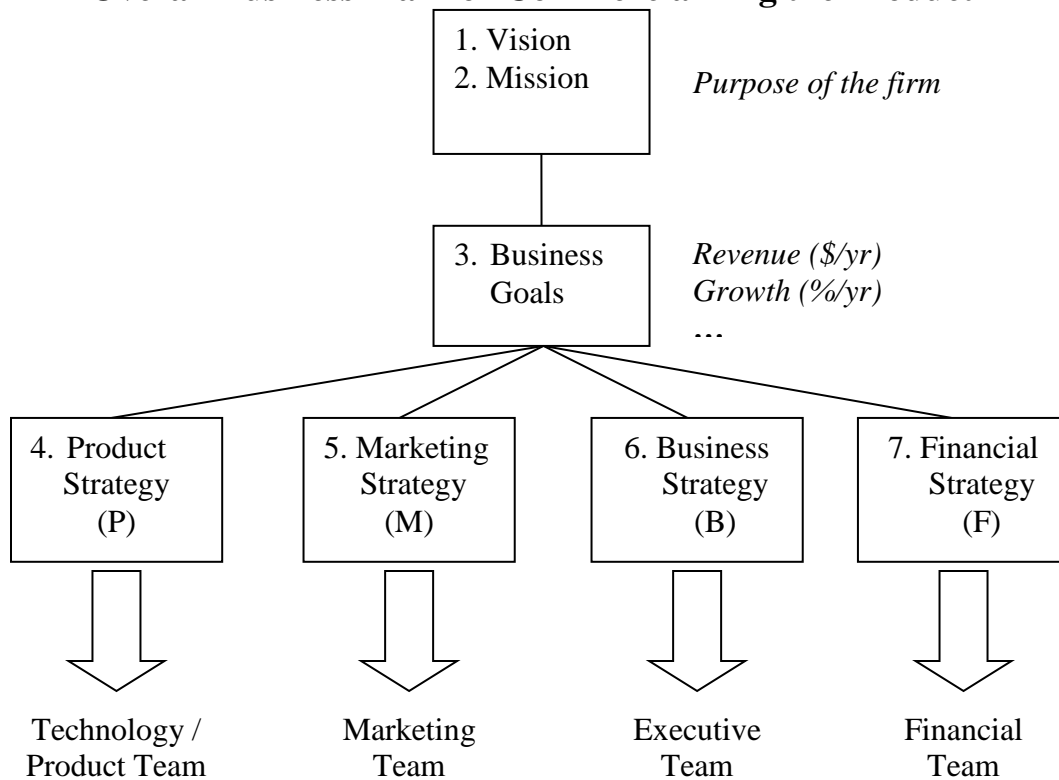 1. Vision
2. Mission
Purpose of the firm
3. Business
Goals
Revenue ($/yr)
Growth (%/yr)
...
4. Product
Strategy
(P)
5. Marketing
Strategy
(M)
6. Business
Strategy
(B)
7. Financial
Strategy
(F)
Technology /
Product Team
Marketing
Team
Executive
Team
Financial
Team